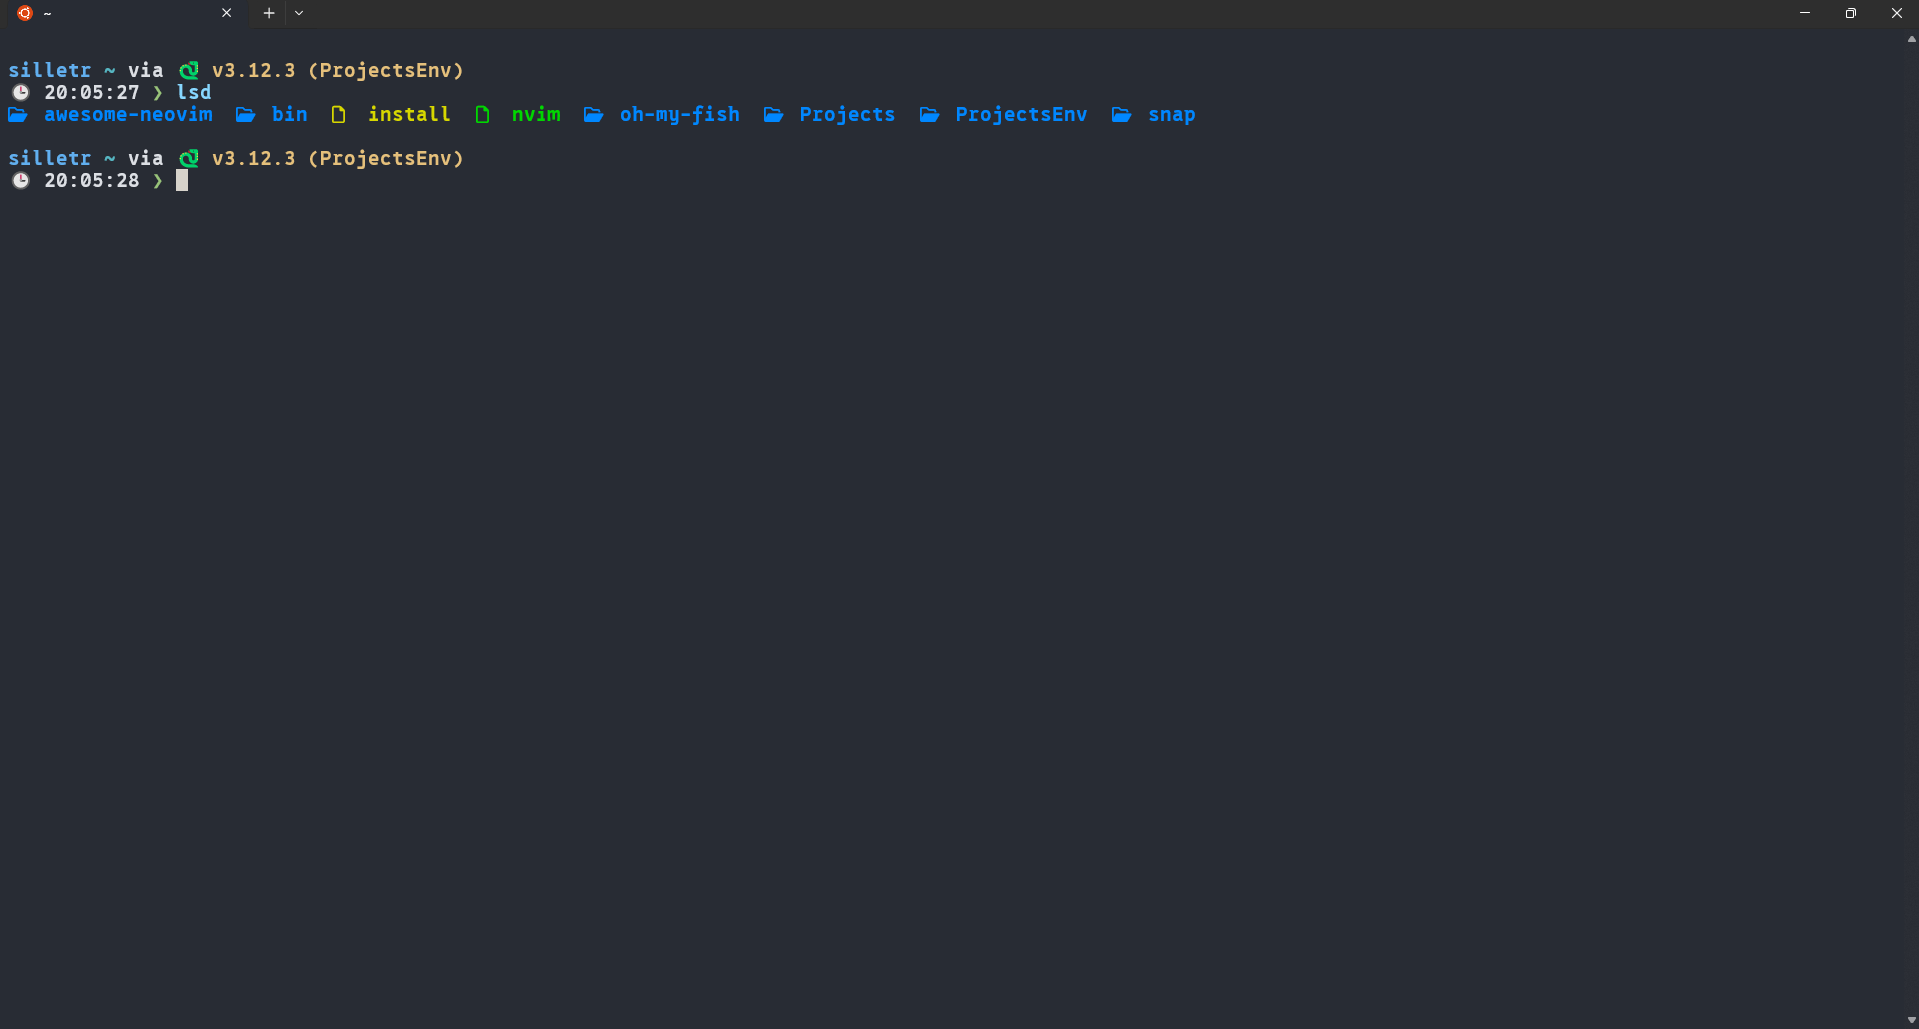 ~
silletr ~ via 🐉 v3.12.3 (ProjectsEnv)
🕒 20:05:27 ❯ lsd
awesome-neovim bin install nvim oh-my-fish Projects ProjectsEnv snap
silletr ~ via 🐉 v3.12.3 (ProjectsEnv)
🕒 20:05:28 ❯